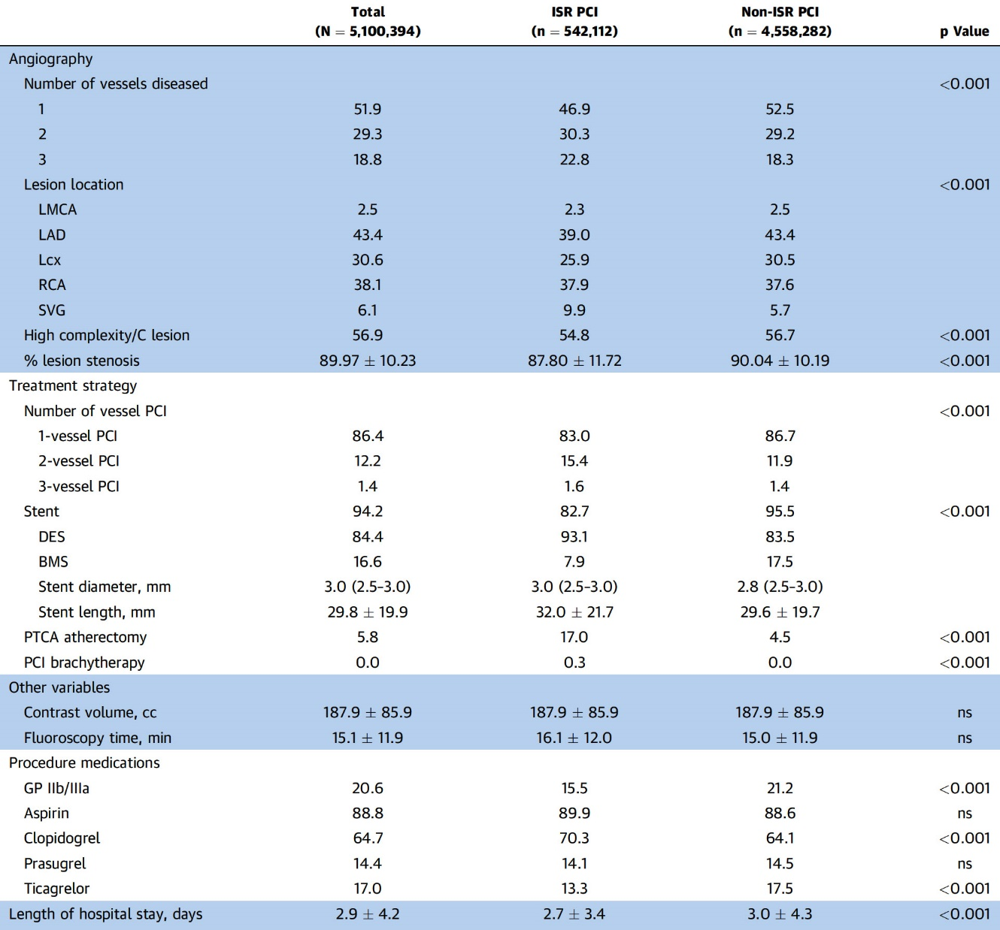 Total ISR PCI Non-ISR PCI
(N = 5,100,394) (n = 542,112) (n = 4,558,282) p Value
Angiography
Number of vessels diseased <0.001
1 51.9 46.9 52.5
2 29.3 30.3 29.2
3 18.8 22.8 18.3
Lesion location <0.001
LMCA 2.5 2.3 2.5
LAD 43.4 39.0 43.4
Lcx 30.6 25.9 30.5
RCA 38.1 37.9 37.6
SVG 6.1 9.9 5.7
High complexity/C lesion 56.9 54.8 56.7 <0.001
% lesion stenosis 89.97 ± 10.23 87.80 ± 11.72 90.04 ± 10.19 <0.001
Treatment strategy
Number of vessel PCI <0.001
1-vessel PCI 86.4 83.0 86.7
2-vessel PCI 12.2 15.4 11.9
3-vessel PCI 1.4 1.6 1.4
Stent 94.2 82.7 95.5 <0.001
DES 84.4 93.1 83.5
BMS 16.6 7.9 17.5
Stent diameter, mm 3.0 (2.5–3.0) 3.0 (2.5–3.0) 2.8 (2.5–3.0)
Stent length, mm 29.8 ± 19.9 32.0 ± 21.7 29.6 ± 19.7
PTCA atherectomy 5.8 17.0 4.5 <0.001
PCI brachytherapy 0.0 0.3 0.0 <0.001
Other variables
Contrast volume, cc 187.9 ± 85.9 187.9 ± 85.9 187.9 ± 85.9 ns
Fluoroscopy time, min 15.1 ± 11.9 16.1 ± 12.0 15.0 ± 11.9 ns
Procedure medications
GP IIb/IIIa 20.6 15.5 21.2 <0.001
Aspirin 88.8 89.9 88.6 ns
Clopidogrel 64.7 70.3 64.1 <0.001
Prasugrel 14.4 14.1 14.5 ns
Ticagrelor 17.0 13.3 17.5 <0.001
Length of hospital stay, days 2.9 ± 4.2 2.7 ± 3.4 3.0 ± 4.3 <0.001